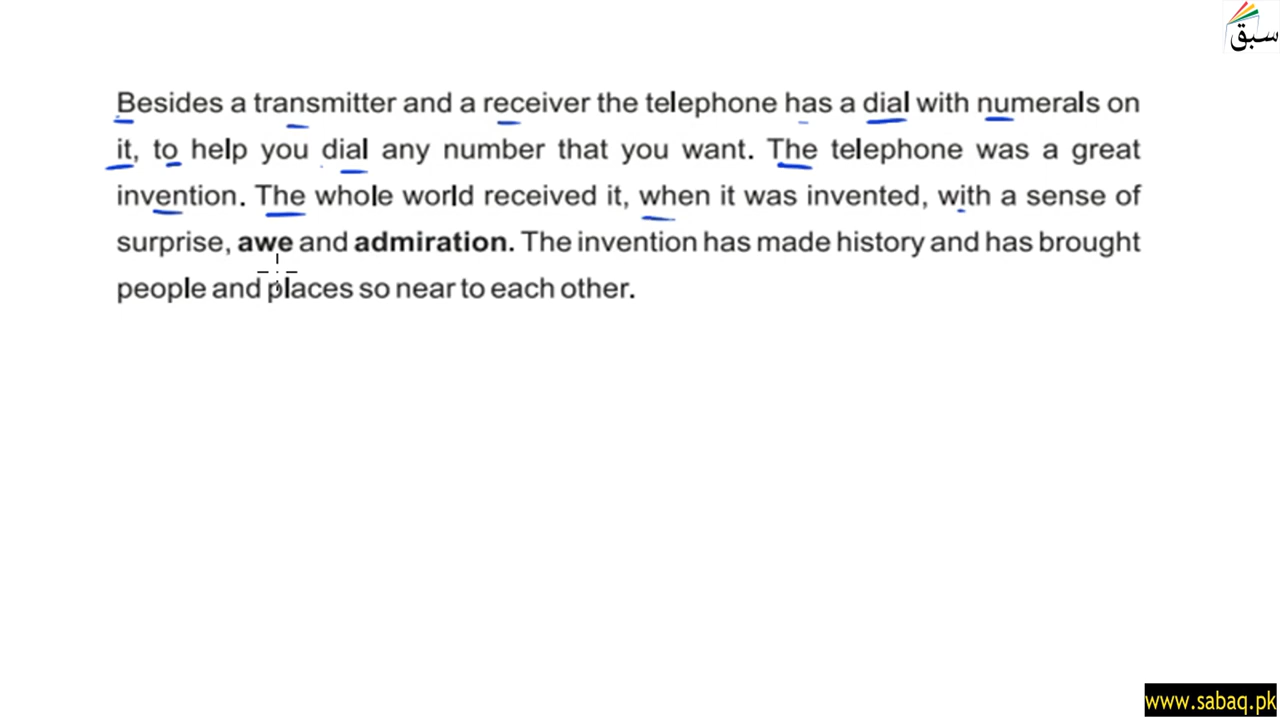 سبق
Besides a transmitter and a receiver the telephone has a dial with numerals on
it, to help you dial any number that you want. The telephone was a great
invention. The whole world received it, when it was invented, with a sense of
surprise, awe and admiration. The invention has made history and has brought
people and places so near to each other.
www.sabaq.pk